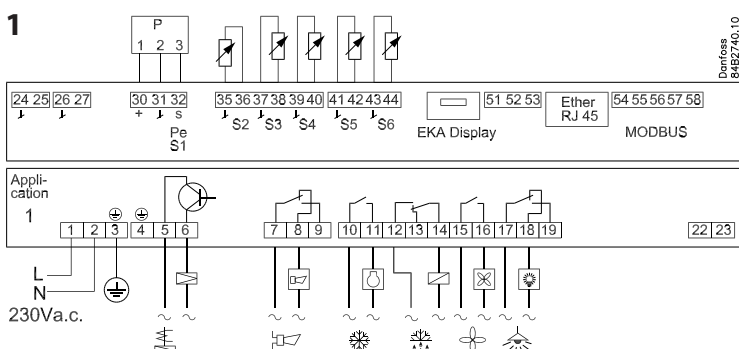 1
P
1 2 3
Danfoss
84B2740.10
24 25 26 27 30 31 32 35 36 37 38 39 40 41 42 43 44 51 52 53 54 55 56 57 58
+ s
S2 S3 S4 S5 S6
Pe
S1
EKA Display
Ether
RJ 45
MODBUS
Appli-
cation
1
1 2 3 4 5 6 7 8 9 10 11 12 13 14 15 16 17 18 19 22 23
L
N
230Va.c.